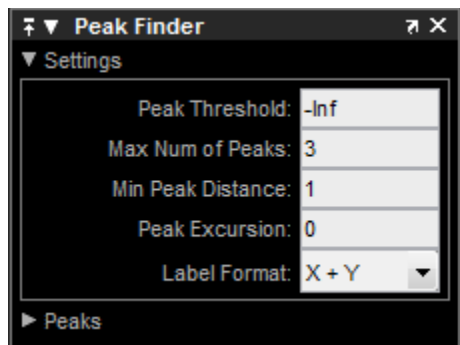 Peak Finder
Settings
Peak Threshold: -Inf
Max Num of Peaks: 3
Min Peak Distance: 1
Peak Excursion: 0
Label Format: X + Y
Peaks